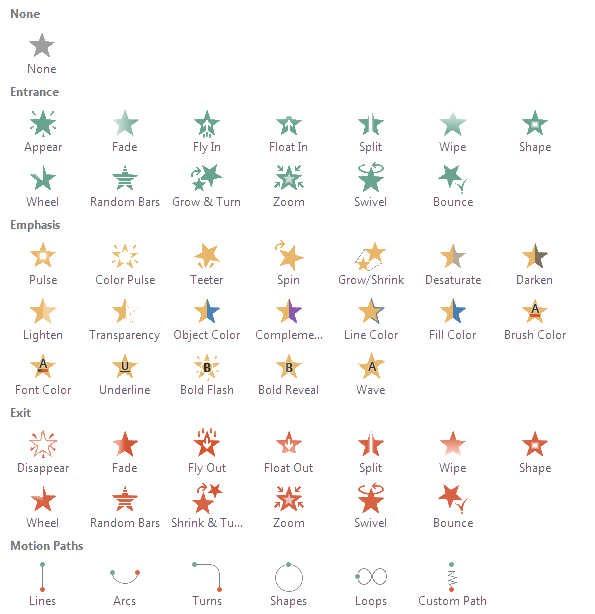 None
None
Entrance
Appear Fade Fly In Float In Split Wipe Shape
Wheel Random Bars Grow & Turn Zoom Swivel Bounce
Emphasis
Pulse Color Pulse Teeter Spin Grow/Shrink Desaturate Darken
Lighten Transparency Object Color Compleme... Line Color Fill Color Brush Color
A U B B A
Font Color Underline Bold Flash Bold Reveal Wave
Exit
Disappear Fade Fly Out Float Out Split Wipe Shape
Wheel Random Bars Shrink & Tu... Zoom Swivel Bounce
Motion Paths
Lines Arcs Turns Shapes Loops Custom Path